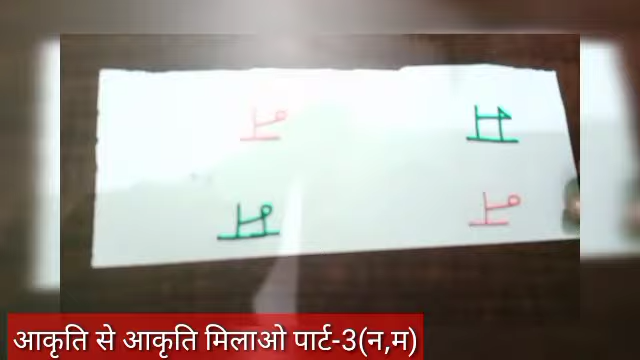 न म
म न
आकृति से आकृति मिलाओ पार्ट-3(न,म)